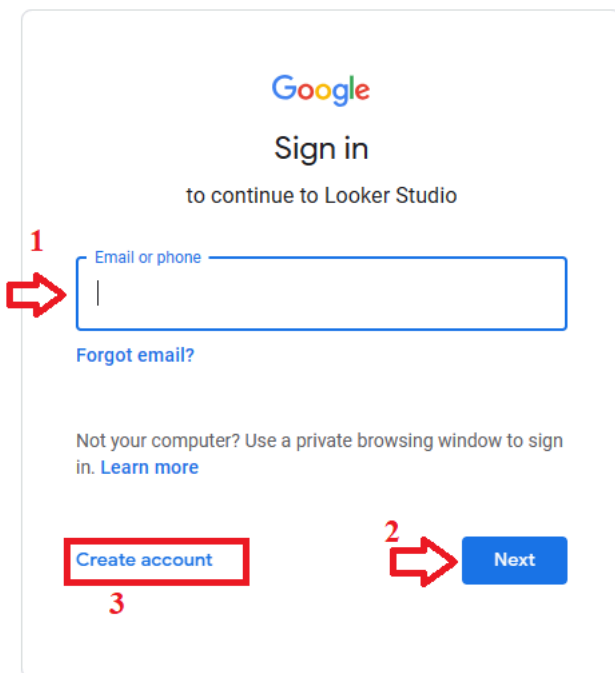 Google
Sign in
to continue to Looker Studio
1
Email or phone
Forgot email?
Not your computer? Use a private browsing window to sign
in. Learn more
2
Create account
Next
3